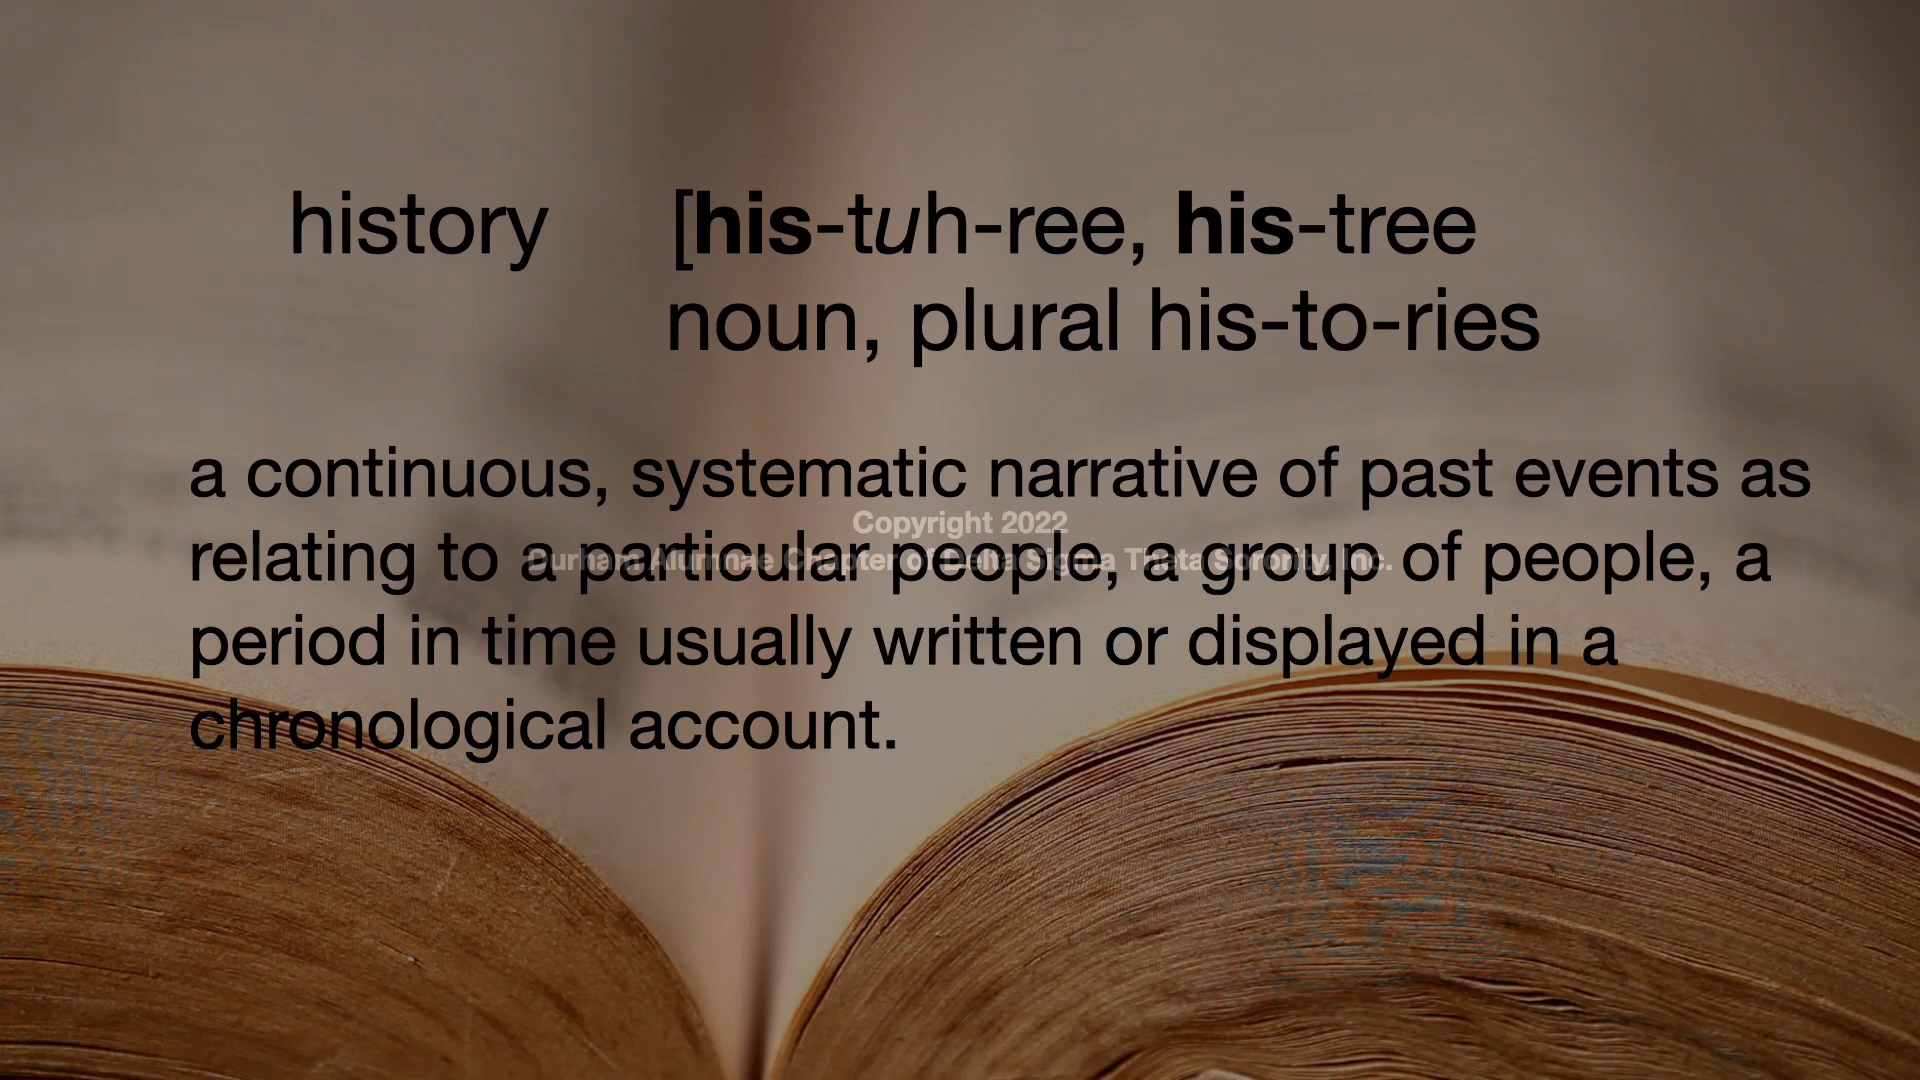 history [his-tuh-ree, his-tree
noun, plural his-to-ries
a continuous, systematic narrative of past events as
Copyright 2022
relating to a particular people, a group of people, a
Durham Alumnae Chapter of Delta Sigma Theta Sorority, Inc.
period in time usually written or displayed in a
chronological account.